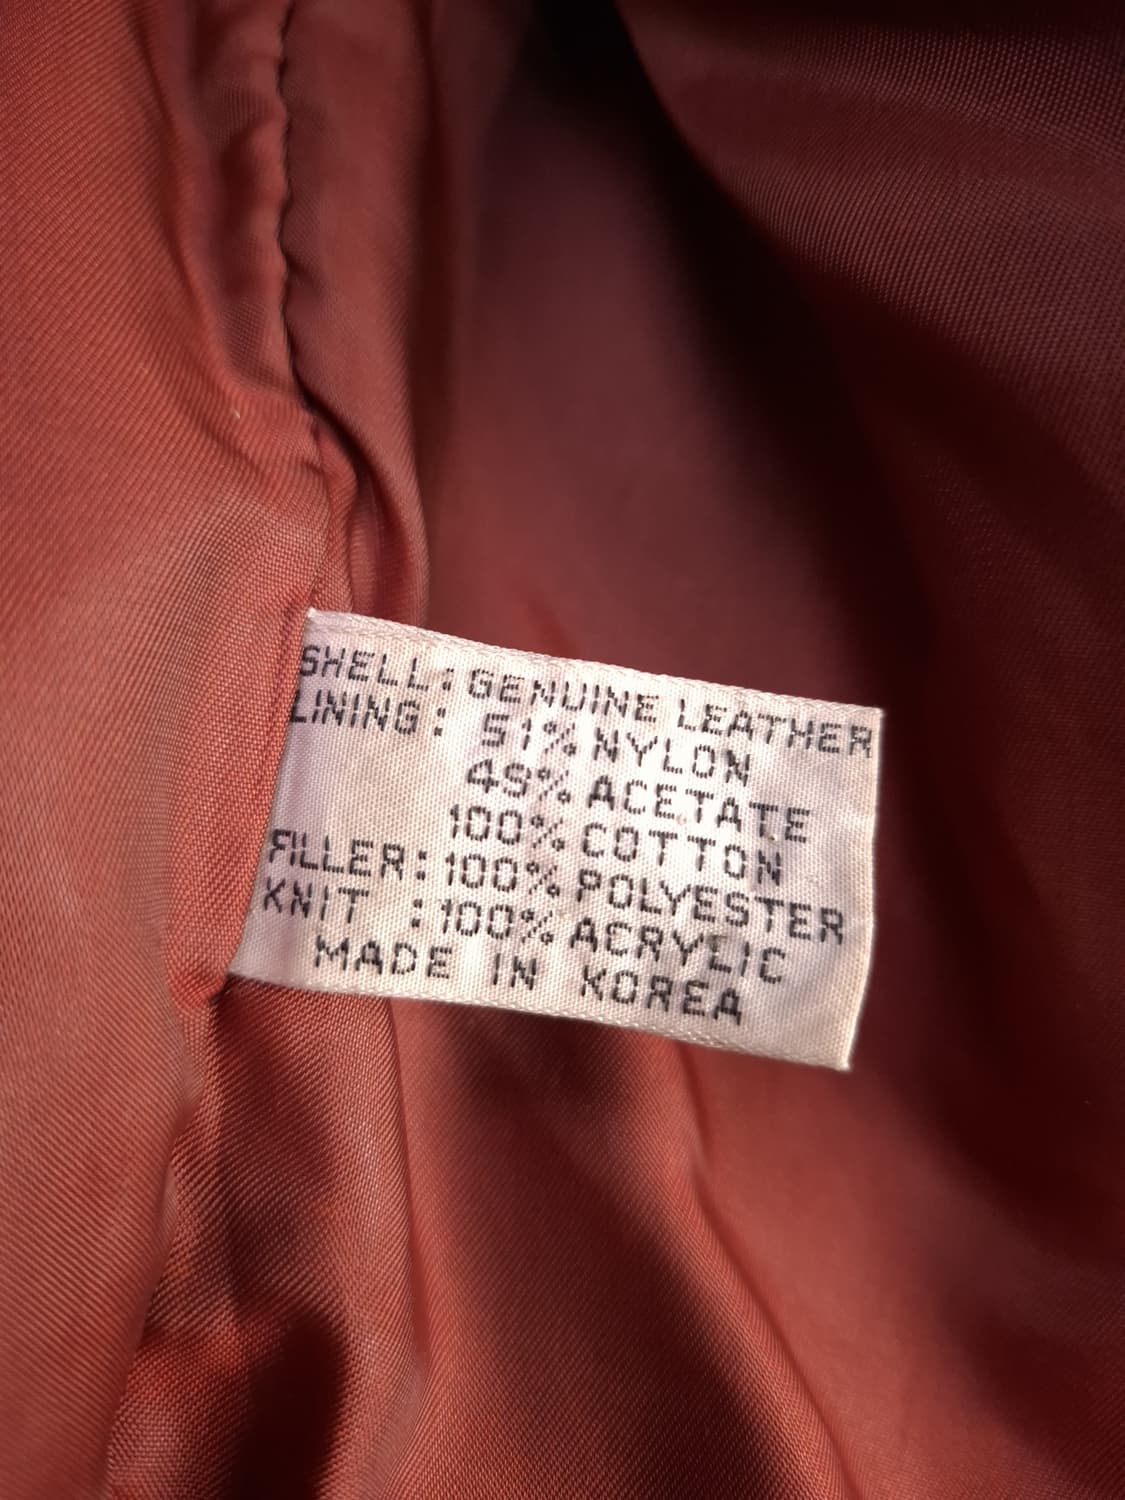 SHELL: GENUINE LEATHER
LINING: 51% NYLON
49% ACETATE
100% COTTON
FILLER: 100% POLYESTER
KNIT : 100% ACRYLIC
MADE IN KOREA